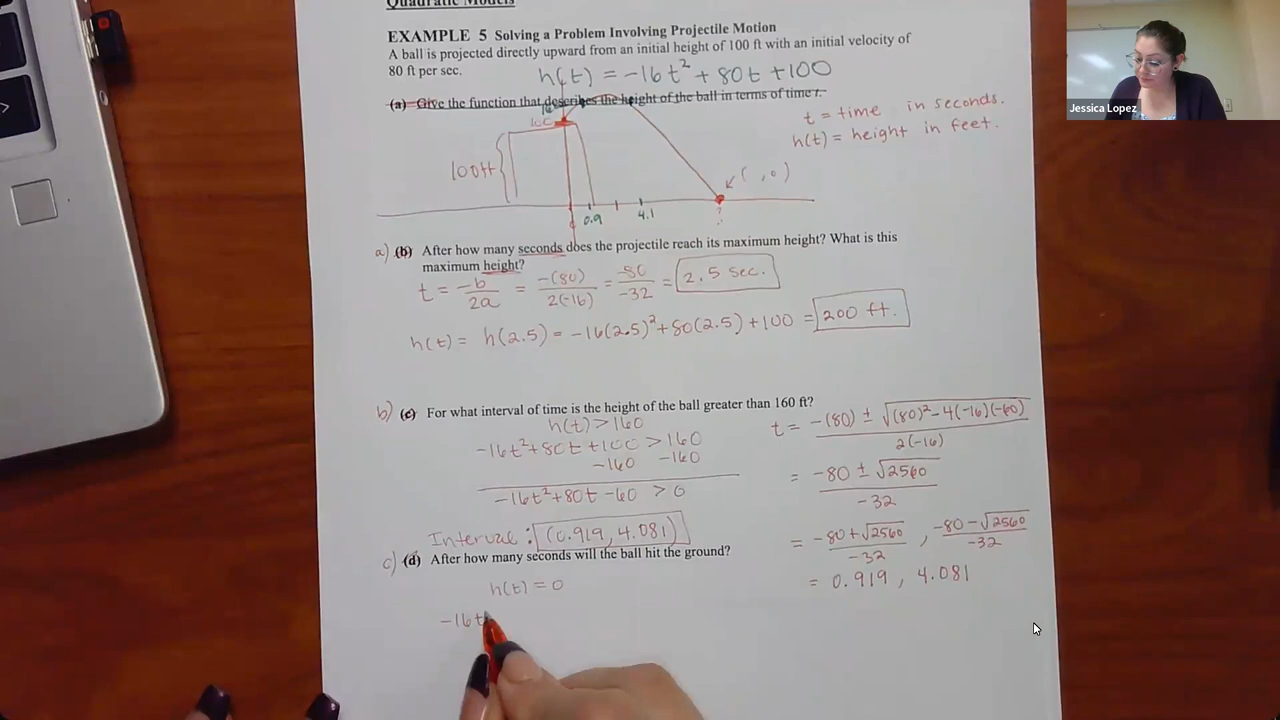 Quadratic Models
EXAMPLE 5 Solving a Problem Involving Projectile Motion
A ball is projected directly upward from an initial height of 100 ft with an initial velocity of
80 ft per sec.
h(t) = -16t² + 80t + 100
(a) Give the function that describes the height of the ball in terms of time t.
t = time in seconds.
h(t) = height in feet.
100ft
( , 0)
0.9
4.1
?
a) (b) After how many seconds does the projectile reach its maximum height? What is this
maximum height?
t = -b/2a = -(80)/2(-16) = -80/-32 = 2.5 sec.
h(t) = h(2.5) = -16(2.5)² + 80(2.5) + 100 = 200 ft.
b) (c) For what interval of time is the height of the ball greater than 160 ft?
h(t) > 160
-16t² + 80t + 100 > 160
-160 -160
-16t² + 80t - 60 > 0
Interval: (0.919, 4.081)
t = -(80) ± √(80)² - 4(-16)(-60) / 2(-16)
= -80 ± √2560 / -32
= -80 + √2560 / -32 , -80 - √2560 / -32
= 0.919 , 4.081
c) (d) After how many seconds will the ball hit the ground?
h(t) = 0
-16t
Jessica Lopez